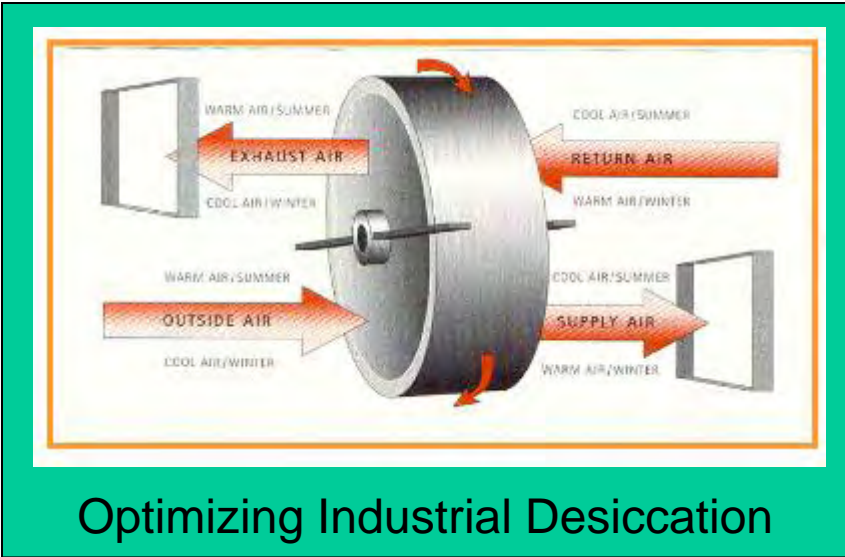 WARM AIR/SUMMER
EXHAUST AIR
COOL AIR/WINTER
COOL AIR/SUMMER
RETURN AIR
WARM AIR/WINTER
WARM AIR/SUMMER
OUTSIDE AIR
COOL AIR/WINTER
COOL AIR/SUMMER
SUPPLY AIR
WARM AIR/WINTER
Optimizing Industrial Desiccation